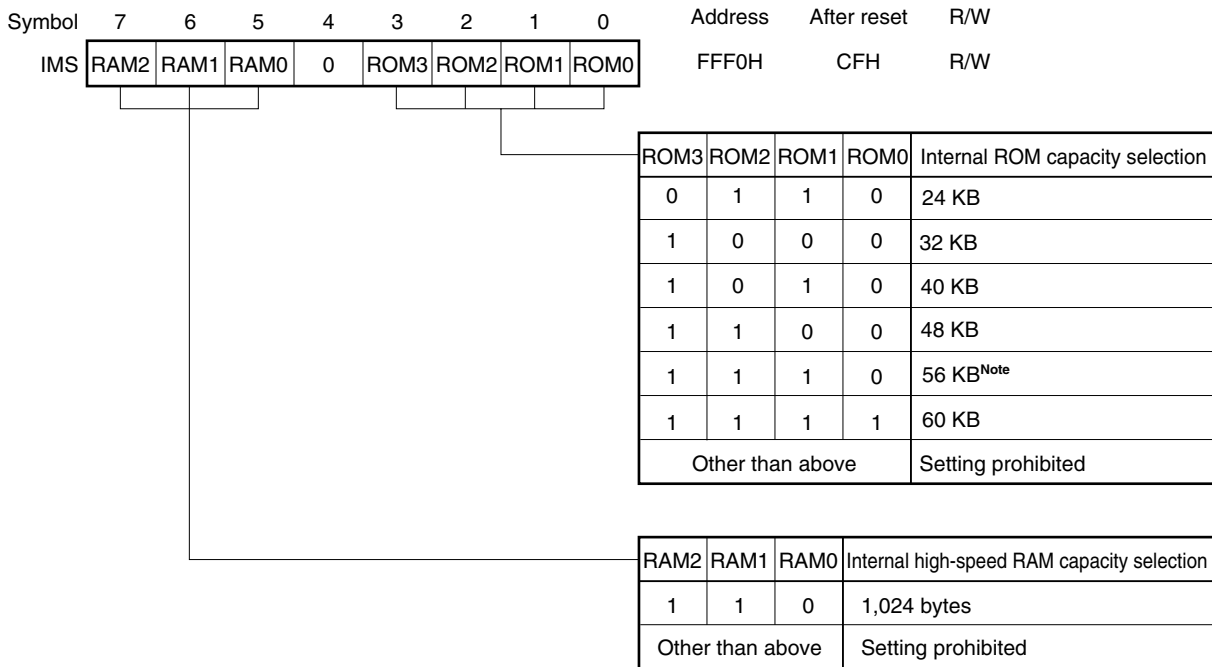 Symbol 7 6 5 4 3 2 1 0 Address After reset R/W
IMS RAM2 RAM1 RAM0 0 ROM3 ROM2 ROM1 ROM0 FFF0H CFH R/W
ROM3 ROM2 ROM1 ROM0 Internal ROM capacity selection
0 1 1 0 24 KB
1 0 0 0 32 KB
1 0 1 0 40 KB
1 1 0 0 48 KB
1 1 1 0 56 KBNote
1 1 1 1 60 KB
Other than above Setting prohibited
RAM2 RAM1 RAM0 Internal high-speed RAM capacity selection
1 1 0 1,024 bytes
Other than above Setting prohibited